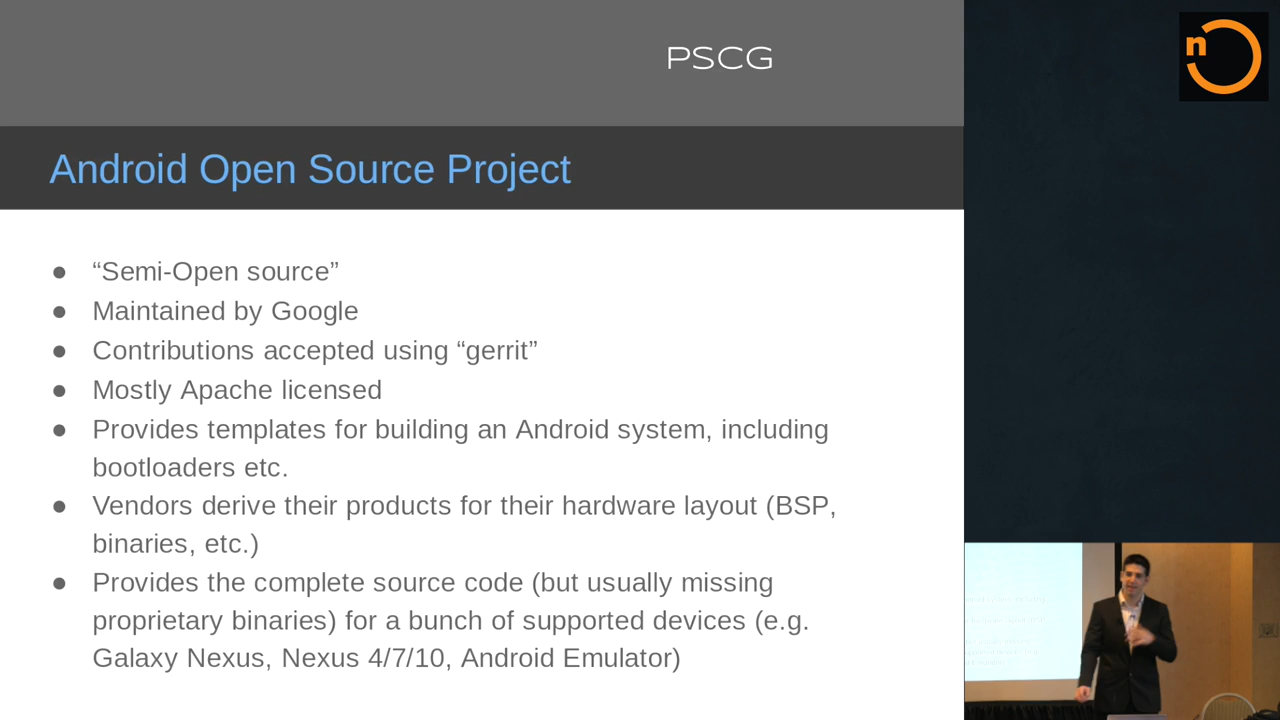 PSCG
n
Android Open Source Project
● “Semi-Open source”
● Maintained by Google
● Contributions accepted using “gerrit”
● Mostly Apache licensed
● Provides templates for building an Android system, including
bootloaders etc.
● Vendors derive their products for their hardware layout (BSP,
binaries, etc.)
● Provides the complete source code (but usually missing
proprietary binaries) for a bunch of supported devices (e.g.
Galaxy Nexus, Nexus 4/7/10, Android Emulator)